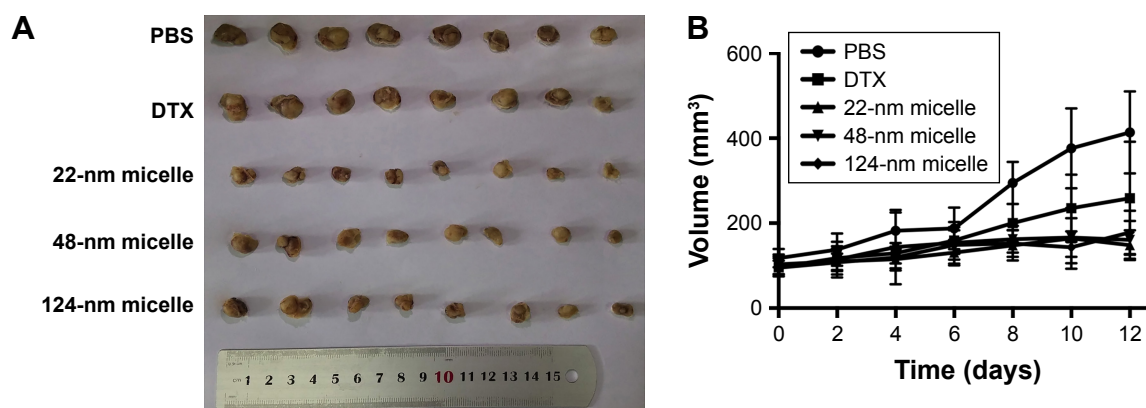 A
PBS
DTX
22-nm micelle
48-nm micelle
124-nm micelle
cm 1 2 3 4 5 6 7 8 9 10 11 12 13 14 15
B
Volume (mm³)
600
400
200
0
PBS
DTX
22-nm micelle
48-nm micelle
124-nm micelle
0 2 4 6 8 10 12
Time (days)